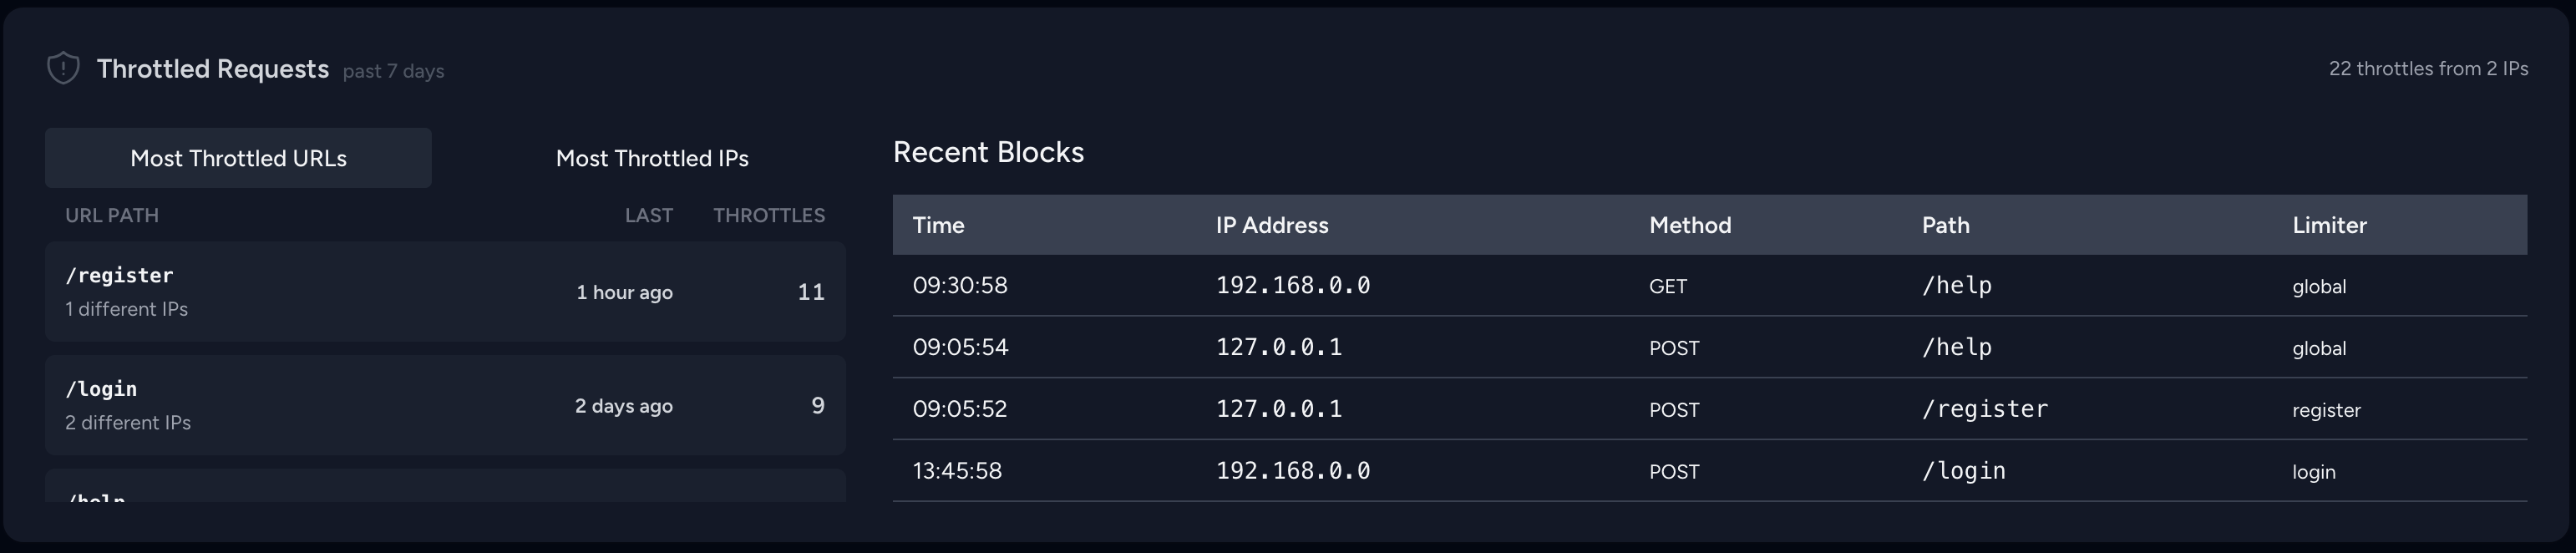 Throttled Requests past 7 days
22 throttles from 2 IPs
Most Throttled URLs Most Throttled IPs
URL PATH LAST THROTTLES
/register
1 different IPs
1 hour ago 11
/login
2 different IPs
2 days ago 9
/help
Recent Blocks
Time IP Address Method Path Limiter
09:30:58 192.168.0.0 GET /help global
09:05:54 127.0.0.1 POST /help global
09:05:52 127.0.0.1 POST /register register
13:45:58 192.168.0.0 POST /login login